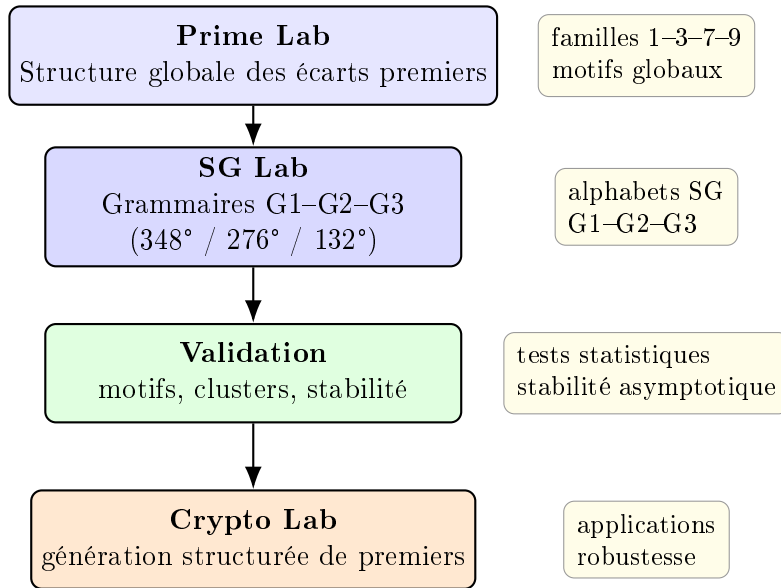 Prime Lab
Structure globale des écarts premiers
familles 1–3–7–9
motifs globaux
SG Lab
Grammaires G1–G2–G3
(348° / 276° / 132°)
alphabets SG
G1–G2–G3
Validation
motifs, clusters, stabilité
tests statistiques
stabilité asymptotique
Crypto Lab
génération structurée de premiers
applications
robustesse